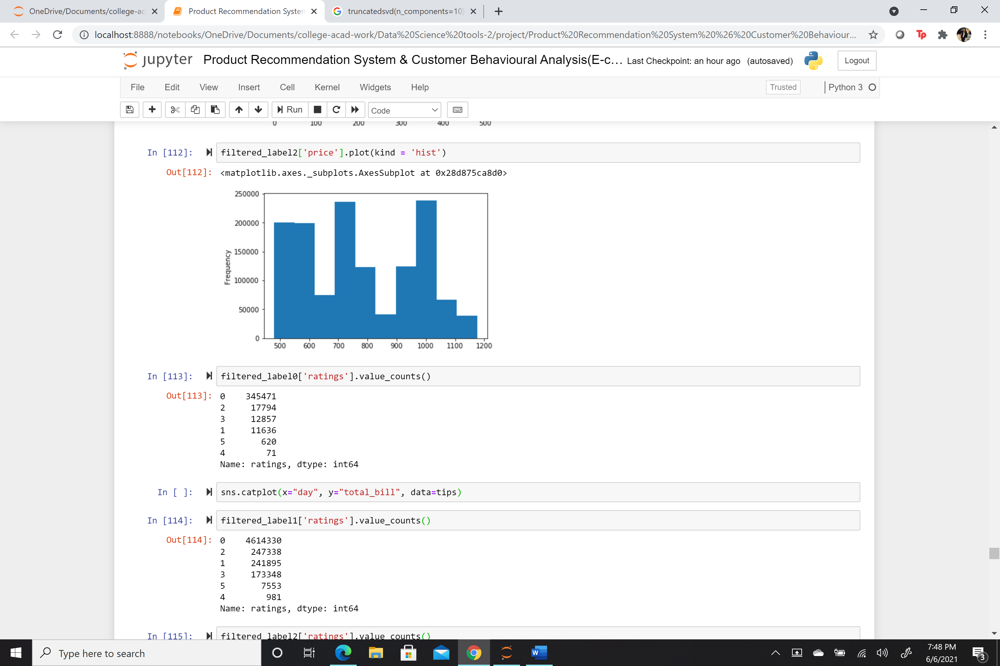 OneDrive/Documents/college-ac
Product Recommendation System
truncatedsvd(n_components=10)
localhost:8888/notebooks/OneDrive/Documents/college-acad-work/Data%20Science%20tools-2/project/Product%20Recommendation%20System%20%26%20Customer%20Behaviour...
Tp
jupyter Product Recommendation System & Customer Behavioural Analysis(E-c... Last Checkpoint: an hour ago (autosaved) Logout
File Edit View Insert Cell Kernel Widgets Help Trusted Python 3
Run Code
0 100 200 300 400 500
In [112]: filtered_label2['price'].plot(kind = 'hist')
Out[112]: <matplotlib.axes._subplots.AxesSubplot at 0x28d875ca8d0>
250000
200000
150000
100000
50000
0
Frequency
500 600 700 800 900 1000 1100 1200
In [113]: filtered_label0['ratings'].value_counts()
Out[113]: 0 345471
2 17794
3 12857
1 11636
5 620
4 71
Name: ratings, dtype: int64
In [ ]: sns.catplot(x="day", y="total_bill", data=tips)
In [114]: filtered_label1['ratings'].value_counts()
Out[114]: 0 4614330
2 247338
1 241895
3 173348
5 7553
4 981
Name: ratings, dtype: int64
In [115]: filtered_label2['ratings'].value_counts()
Type here to search
W
7:48 PM
6/6/2021
3